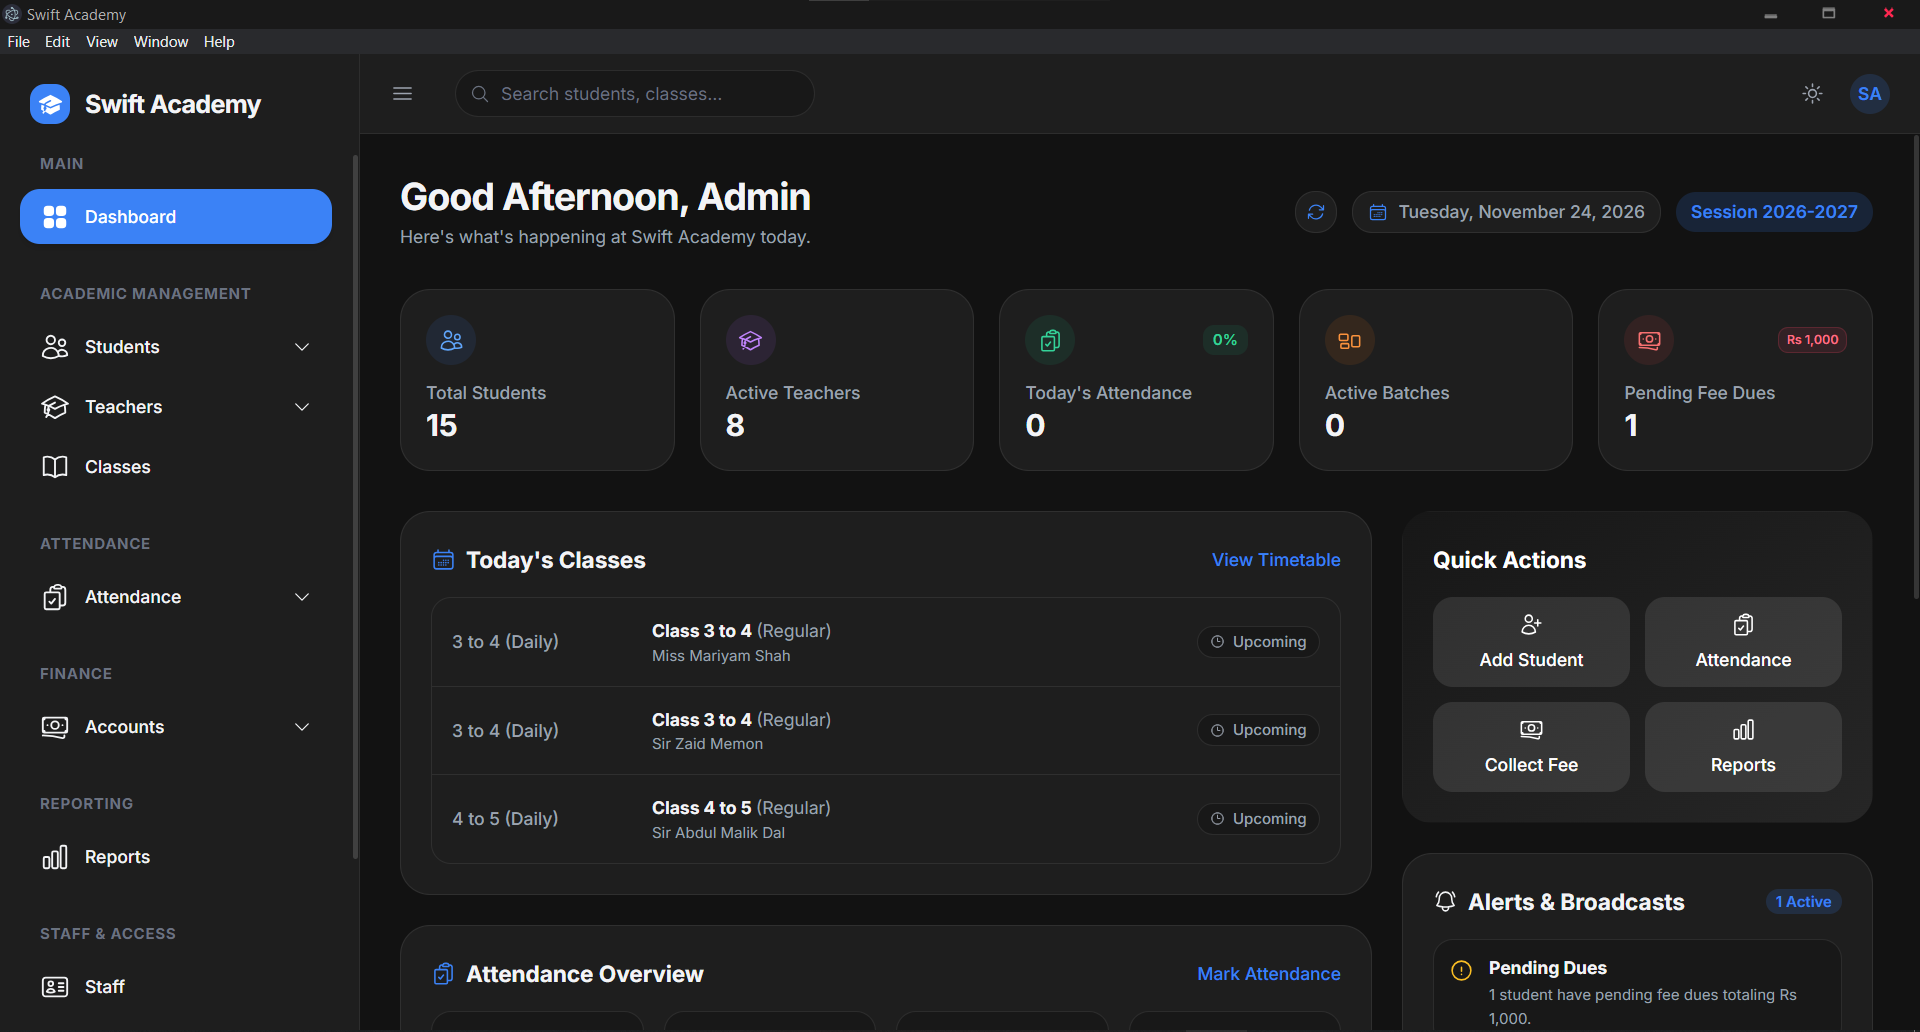 Swift Academy
File Edit View Window Help
Swift Academy
MAIN
Dashboard
ACADEMIC MANAGEMENT
Students
Teachers
Classes
ATTENDANCE
Attendance
FINANCE
Accounts
REPORTING
Reports
STAFF & ACCESS
Staff
Search students, classes...
SA
Good Afternoon, Admin
Here's what's happening at Swift Academy today.
Tuesday, November 24, 2026
Session 2026-2027
Total Students
15
Active Teachers
8
0%
Today's Attendance
0
Active Batches
0
Rs 1,000
Pending Fee Dues
1
Today's Classes
View Timetable
3 to 4 (Daily)
Class 3 to 4 (Regular)
Miss Mariyam Shah
Upcoming
3 to 4 (Daily)
Class 3 to 4 (Regular)
Sir Zaid Memon
Upcoming
4 to 5 (Daily)
Class 4 to 5 (Regular)
Sir Abdul Malik Dal
Upcoming
Attendance Overview
Mark Attendance
Quick Actions
Add Student
Attendance
Collect Fee
Reports
Alerts & Broadcasts
1 Active
Pending Dues
1 student have pending fee dues totaling Rs
1,000.